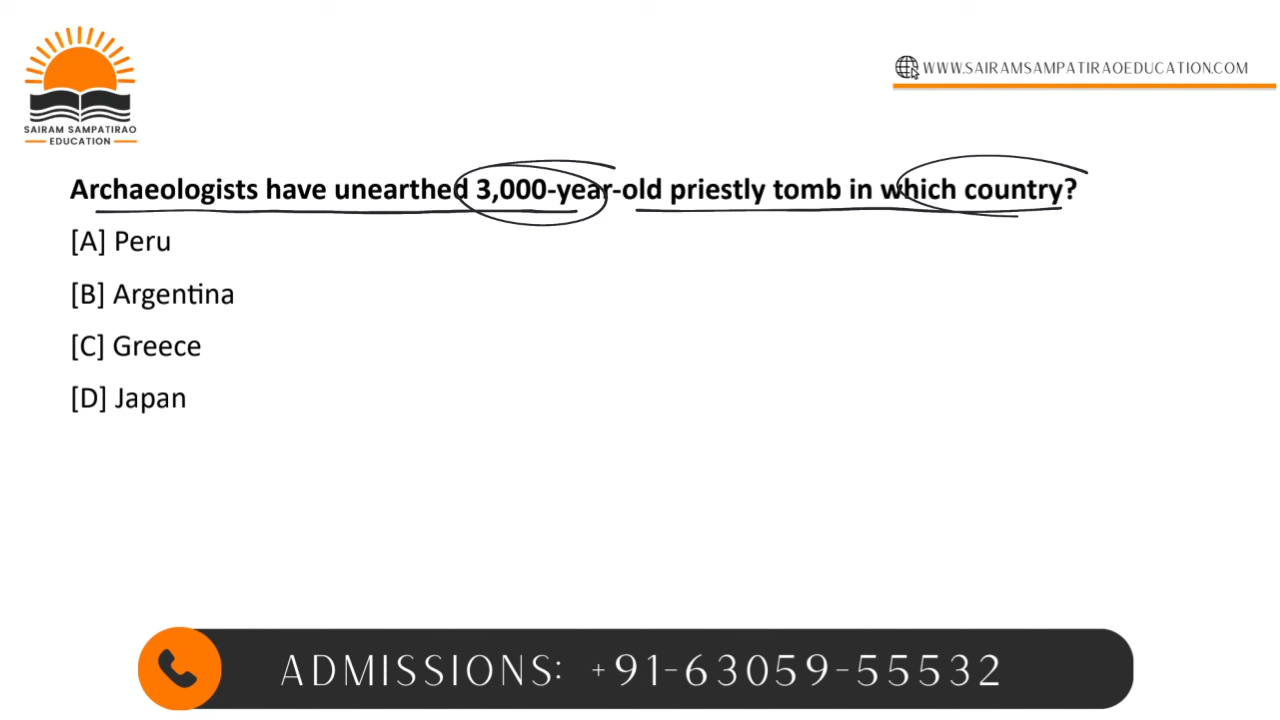 SAIRAM SAMPATIRAO
EDUCATION
WWW.SAIRAMSAMPATIRAOEDUCATION.COM
Archaeologists have unearthed 3,000-year-old priestly tomb in which country?
[A] Peru
[B] Argentina
[C] Greece
[D] Japan
ADMISSIONS: +91-63059-55532